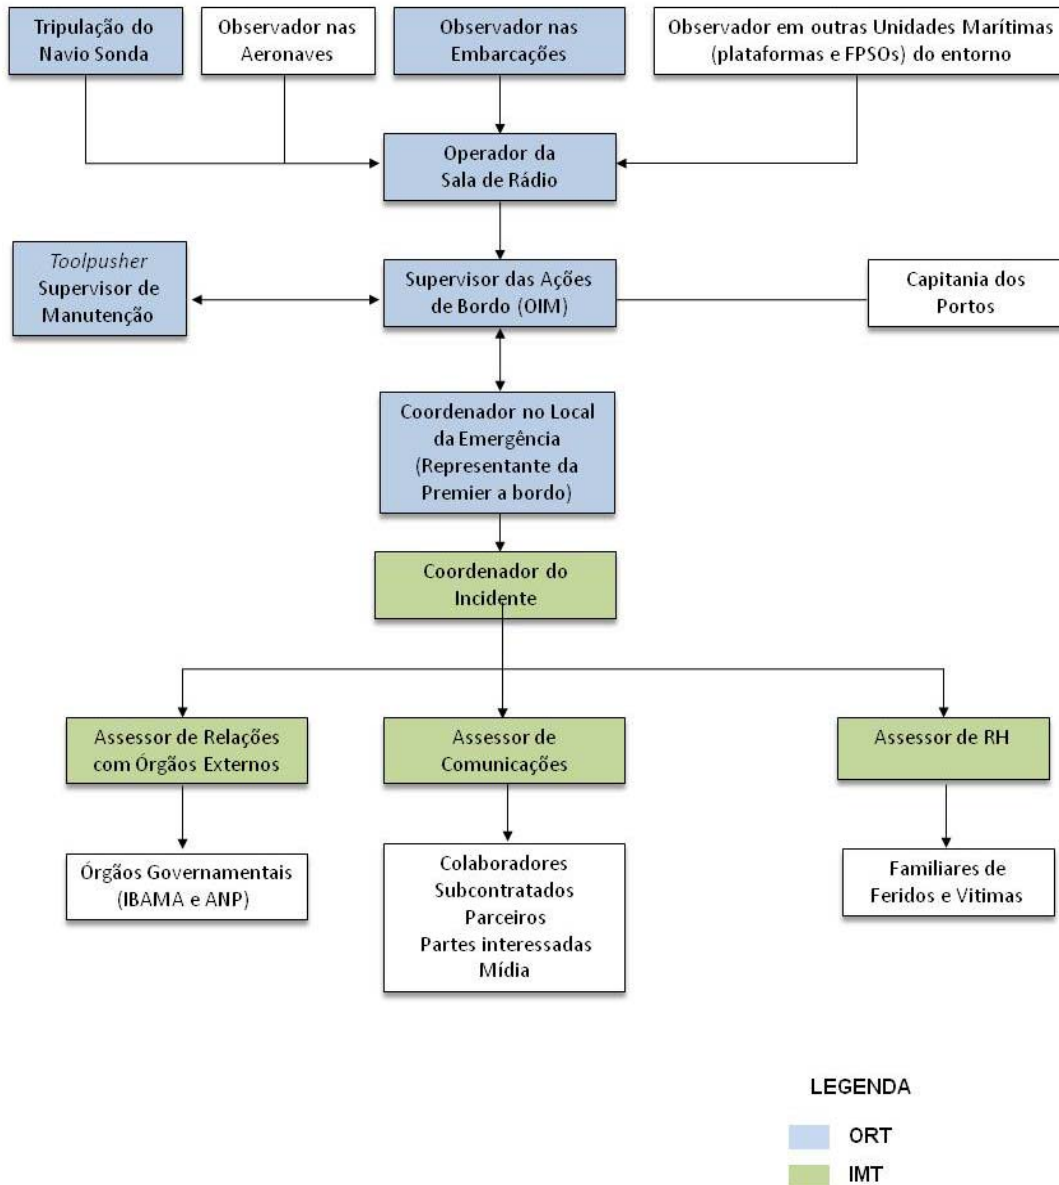 Tripulação do
Navio Sonda
Observador nas
Aeronaves
Observador nas
Embarcações
Observador em outras Unidades Marítimas
(plataformas e FPSOs) do entorno
Operador da
Sala de Rádio
Toolpusher
Supervisor de
Manutenção
Supervisor das Ações
de Bordo (OIM)
Capitania dos
Portos
Coordenador no Local
da Emergência
(Representante da
Premier a bordo)
Coordenador do
Incidente
Assessor de Relações
com Órgãos Externos
Assessor de
Comunicações
Assessor de RH
Órgãos Governamentais
(IBAMA e ANP)
Colaboradores
Subcontratados
Parceiros
Partes interessadas
Mídia
Familiares de
Feridos e Vitimas
LEGENDA
ORT
IMT